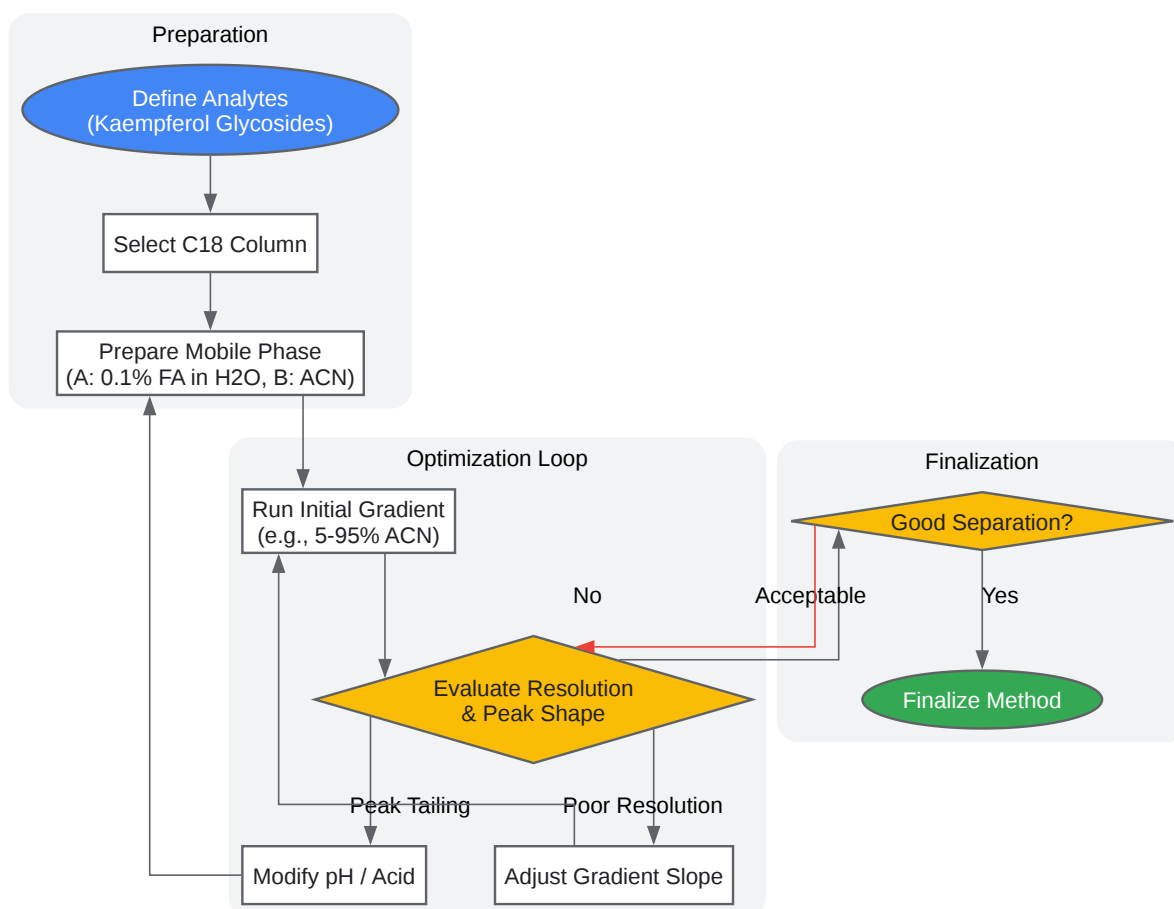 Preparation
Define Analytes
(Kaempferol Glycosides)
Select C18 Column
Prepare Mobile Phase
(A: 0.1% FA in H2O, B: ACN)
Optimization Loop
Run Initial Gradient
(e.g., 5-95% ACN)
No
Evaluate Resolution
& Peak Shape
Peak Tailing
Poor Resolution
Modify pH / Acid
Adjust Gradient Slope
Finalization
Good Separation?
Acceptable
Yes
Finalize Method